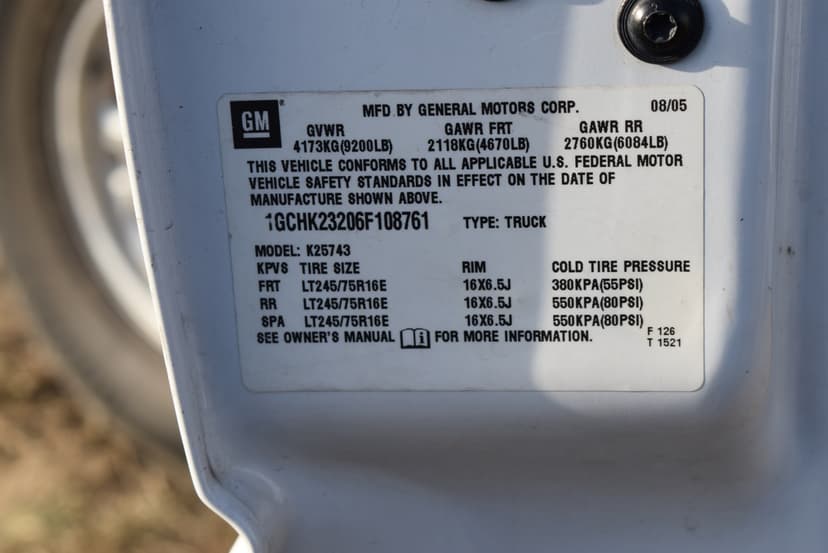 GM® MFD BY GENERAL MOTORS CORP. 08/05
GVWR GAWR FRT GAWR RR
4173KG(9200LB) 2118KG(4670LB) 2760KG(6084LB)
THIS VEHICLE CONFORMS TO ALL APPLICABLE U.S. FEDERAL MOTOR
VEHICLE SAFETY STANDARDS IN EFFECT ON THE DATE OF
MANUFACTURE SHOWN ABOVE.
1GCHK23206F108761 TYPE: TRUCK
MODEL: K25743
KPVS TIRE SIZE RIM COLD TIRE PRESSURE
FRT LT245/75R16E 16X6.5J 380KPA(55PSI)
RR LT245/75R16E 16X6.5J 550KPA(80PSI)
SPA LT245/75R16E 16X6.5J 550KPA(80PSI)
SEE OWNER'S MANUAL i FOR MORE INFORMATION.
F 126
T 1521